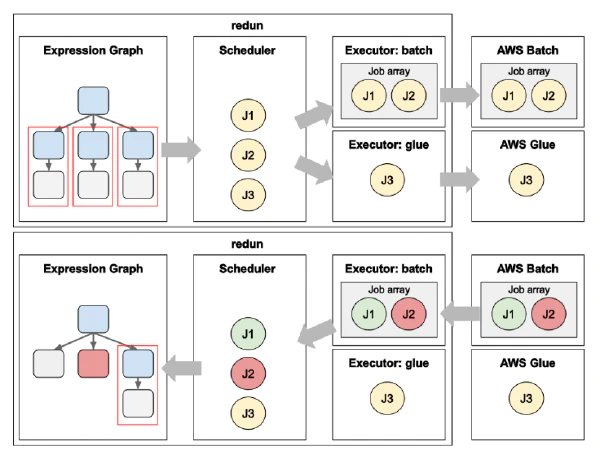 redun
Expression Graph
Scheduler
Executor: batch
AWS Batch
Job array
Job array
J1
J2
J1
J2
J1
J2
J3
Executor: glue
AWS Glue
J3
J3
redun
Expression Graph
Scheduler
Executor: batch
AWS Batch
Job array
Job array
J1
J2
J1
J2
J1
J2
J3
Executor: glue
AWS Glue
J3
J3